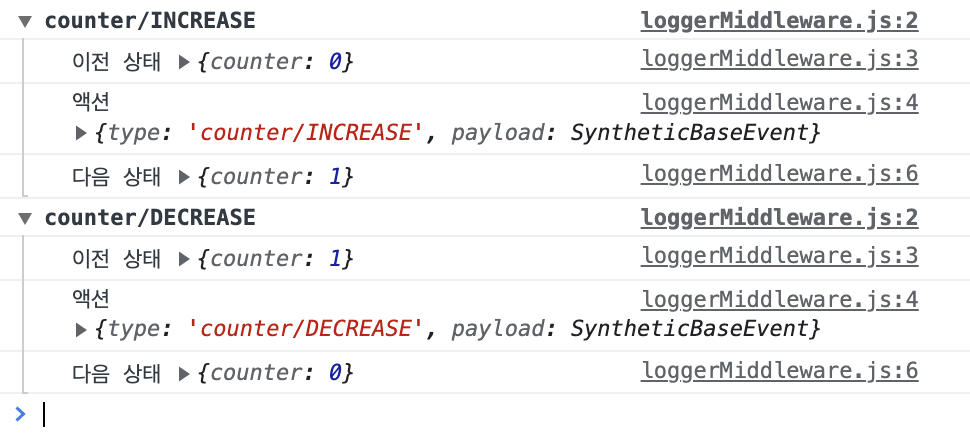 ▼ counter/INCREASE loggerMiddleware.js:2
이전 상태 ▶ {counter: 0} loggerMiddleware.js:3
액션 loggerMiddleware.js:4
▶ {type: 'counter/INCREASE', payload: SyntheticBaseEvent}
다음 상태 ▶ {counter: 1} loggerMiddleware.js:6
▼ counter/DECREASE loggerMiddleware.js:2
이전 상태 ▶ {counter: 1} loggerMiddleware.js:3
액션 loggerMiddleware.js:4
▶ {type: 'counter/DECREASE', payload: SyntheticBaseEvent}
다음 상태 ▶ {counter: 0} loggerMiddleware.js:6
>